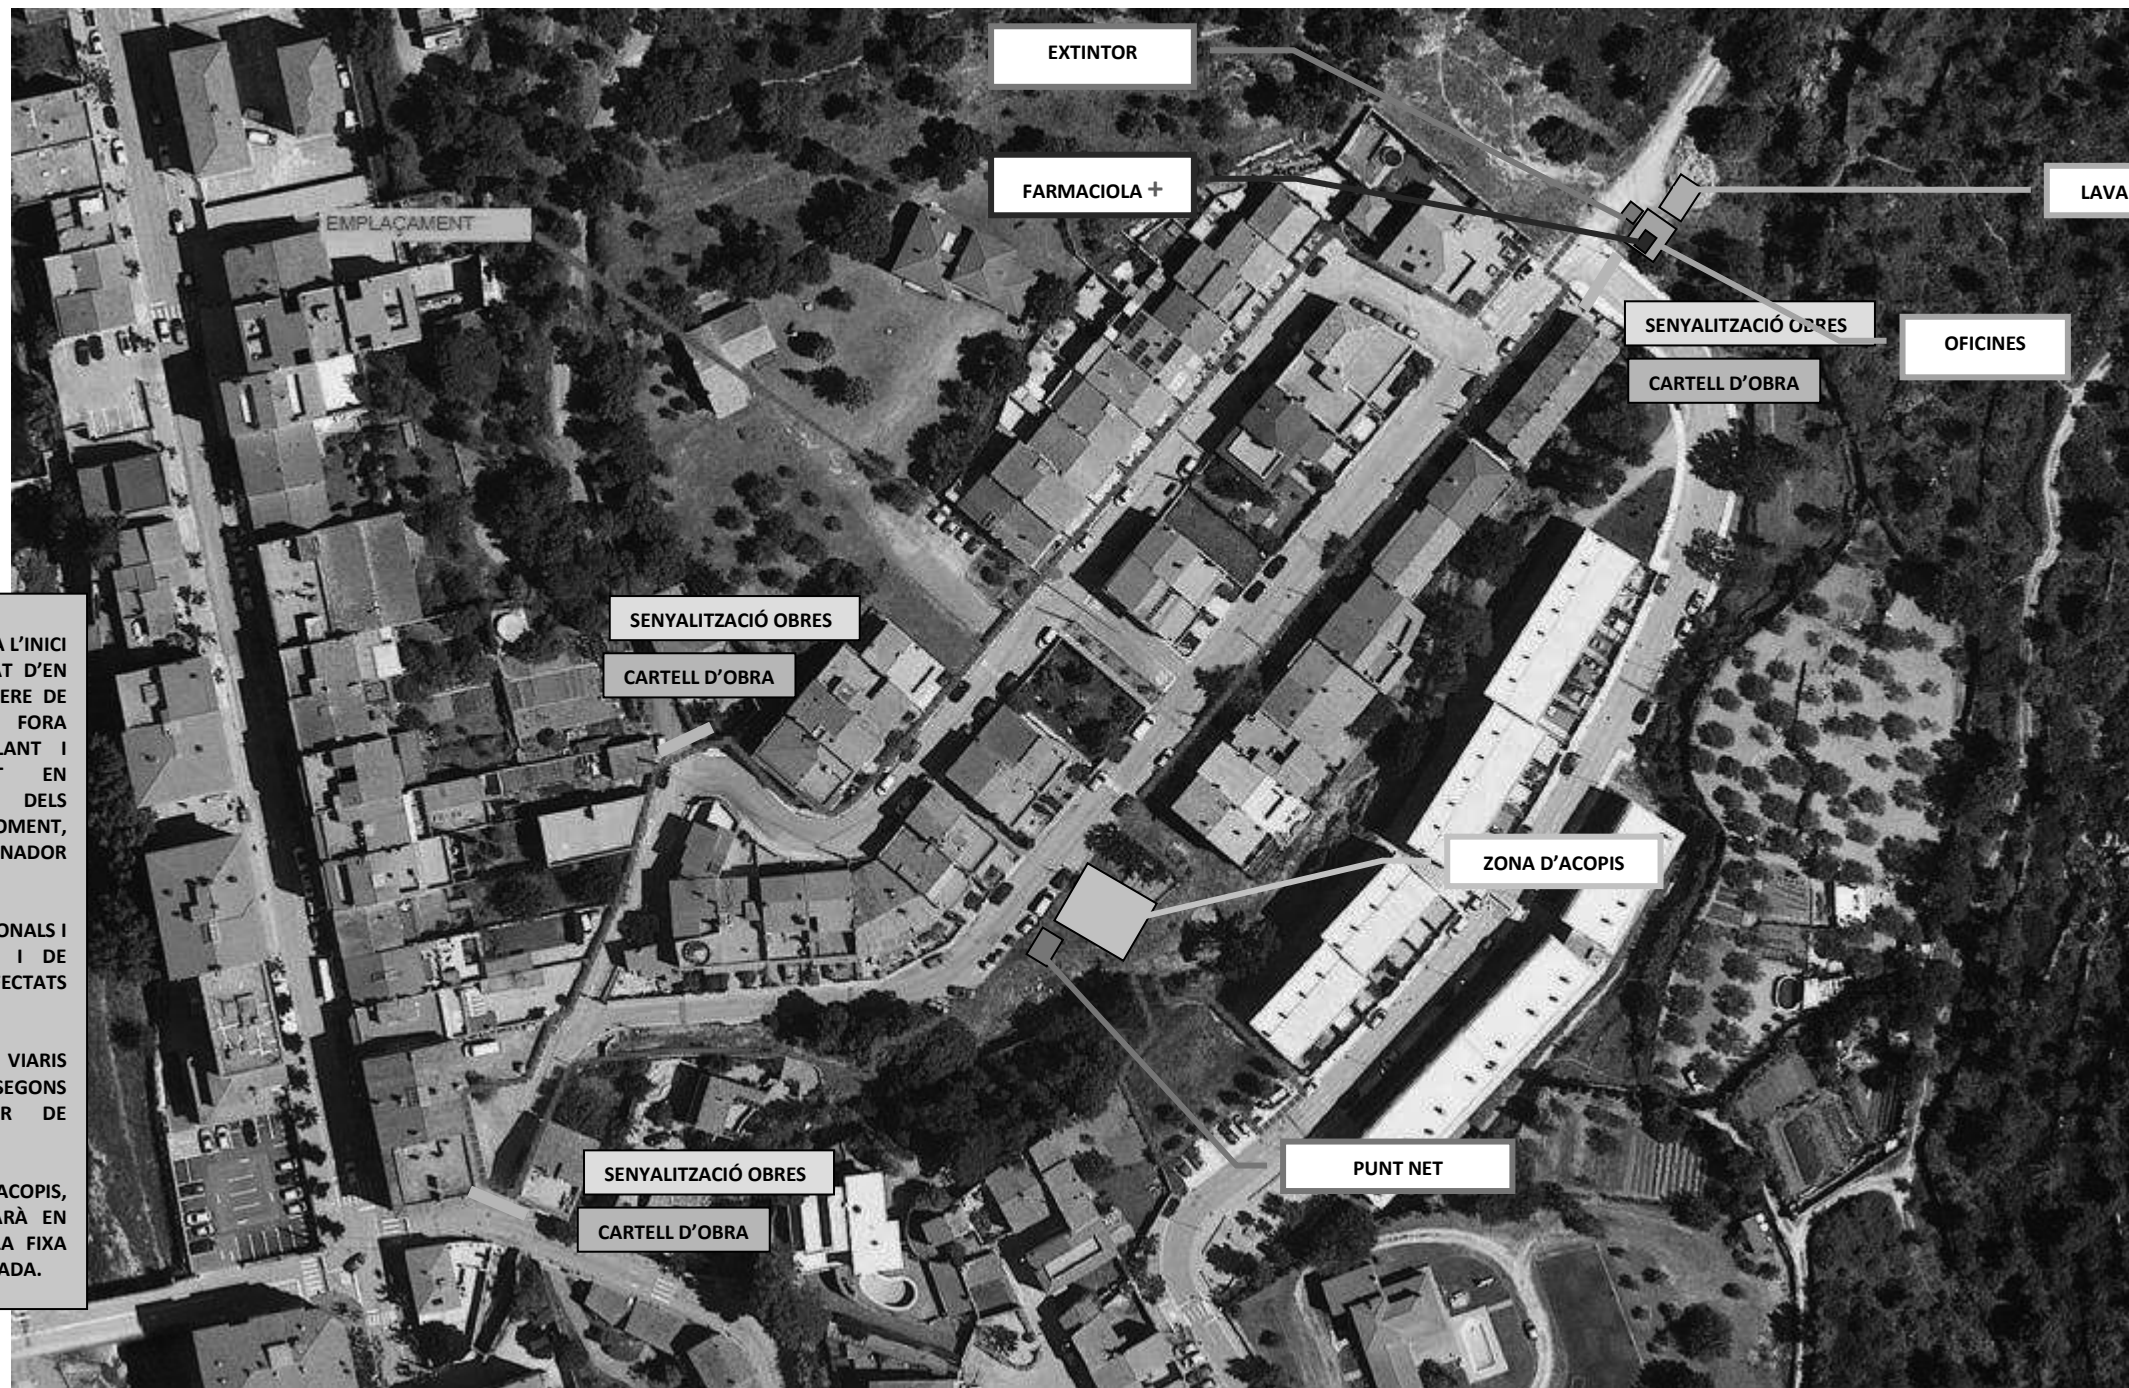 EXTINTOR
FARMACIOLA +
LAVA
EMPLAÇAMENT
SENYALITZACIÓ OBRES
OFICINES
CARTELL D'OBRA
SENYALITZACIÓ OBRES
CARTELL D'OBRA
A L'INICI
AT D'EN
ERE DE
FORA
LANT I
T EN
DELS
OMENT,
NADOR
ONALS I
I DE
ECTATS
VIARIS
SEGONS
R DE
ACOPIS,
ARÀ EN
LA FIXA
ADA.
ZONA D'ACOPIS
PUNT NET
SENYALITZACIÓ OBRES
CARTELL D'OBRA